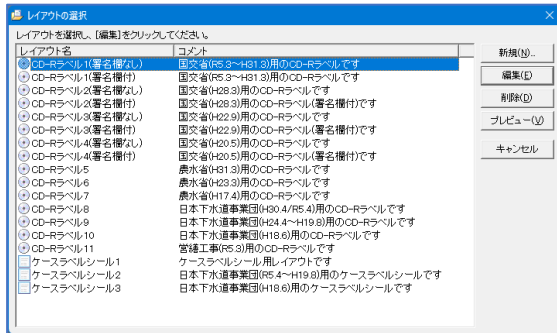 レイアウトの選択
レイアウトを選択し、[編集]をクリックしてください。
レイアウト名 コメント
CD-Rラベル1(署名欄なし) 国交省(R5.3~H31.3)用のCD-Rラベルです
CD-Rラベル1(署名欄付) 国交省(R5.3~H31.3)用のCD-Rラベルです
CD-Rラベル2(署名欄なし) 国交省(H28.3)用のCD-Rラベルです
CD-Rラベル2(署名欄付) 国交省(H28.3)用のCD-Rラベル(署名欄付)です
CD-Rラベル3(署名欄なし) 国交省(H22.9)用のCD-Rラベルです
CD-Rラベル3(署名欄付) 国交省(H22.9)用のCD-Rラベル(署名欄付)です
CD-Rラベル4(署名欄なし) 国交省(H20.5)用のCD-Rラベルです
CD-Rラベル4(署名欄付) 国交省(H20.5)用のCD-Rラベル(署名欄付)です
CD-Rラベル5 農水省(H31.3)用のCD-Rラベルです
CD-Rラベル6 農水省(H23.3)用のCD-Rラベルです
CD-Rラベル7 農水省(H17.4)用のCD-Rラベルです
CD-Rラベル8 日本下水道事業団(H30.4/R5.4)用のCD-Rラベルです
CD-Rラベル9 日本下水道事業団(H24.4~H19.8)用のCD-Rラベルです
CD-Rラベル10 日本下水道事業団(H18.6)用のCD-Rラベルです
CD-Rラベル11 営繕工事(R5.3)用のCD-Rラベルです
ケースラベルシール1 ケースラベルシール用レイアウトです
ケースラベルシール2 日本下水道事業団(R5.4~H19.8)用のケースラベルシールです
ケースラベルシール3 日本下水道事業団(H18.6)用のケースラベルシールです
新規(N)...
編集(E)
削除(D)
プレビュー(V)
キャンセル